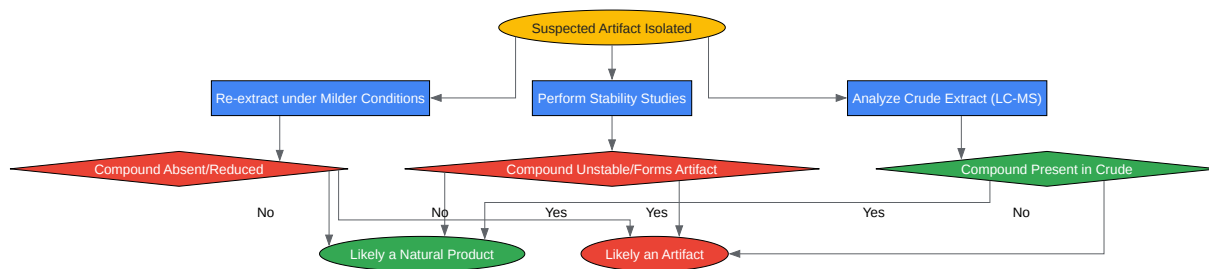 Suspected Artifact Isolated
Re-extract under Milder Conditions
Perform Stability Studies
Analyze Crude Extract (LC-MS)
Compound Absent/Reduced
Compound Unstable/Forms Artifact
Compound Present in Crude
No
No
Yes
Yes
Yes
No
Likely a Natural Product
Likely an Artifact